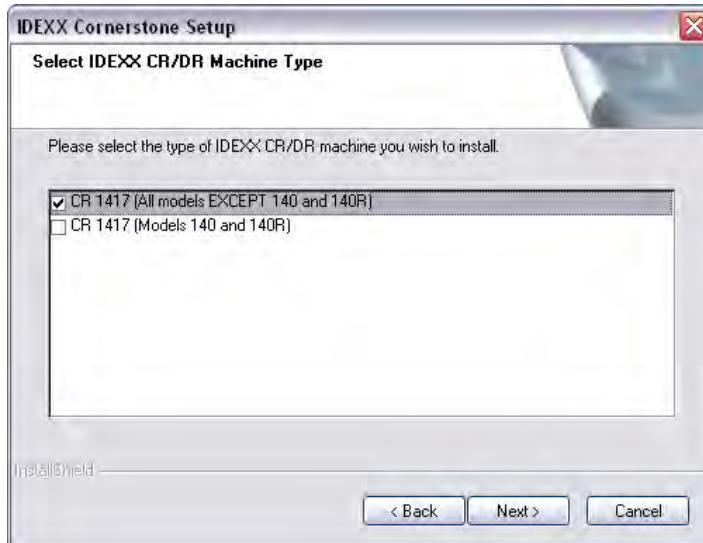 IDEXX Cornerstone Setup
Select IDEXX CR/DR Machine Type
Please select the type of IDEXX CR/DR machine you wish to install.
CR 1417 (All models EXCEPT 140 and 140R)
CR 1417 (Models 140 and 140R)
InstallShield
< Back Next > Cancel